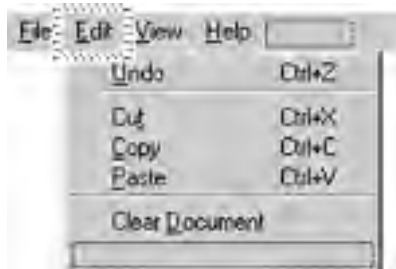 File Edit View Help
Undo Ctrl+Z
Cut Ctrl+X
Copy Ctrl+C
Paste Ctrl+V
Clear Document